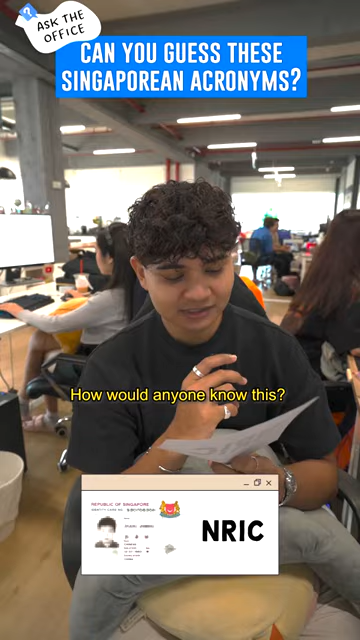 ASK THE
OFFICE
CAN YOU GUESS THESE
SINGAPOREAN ACRONYMS?
How would anyone know this?
REPUBLIC OF SINGAPORE
NRIC